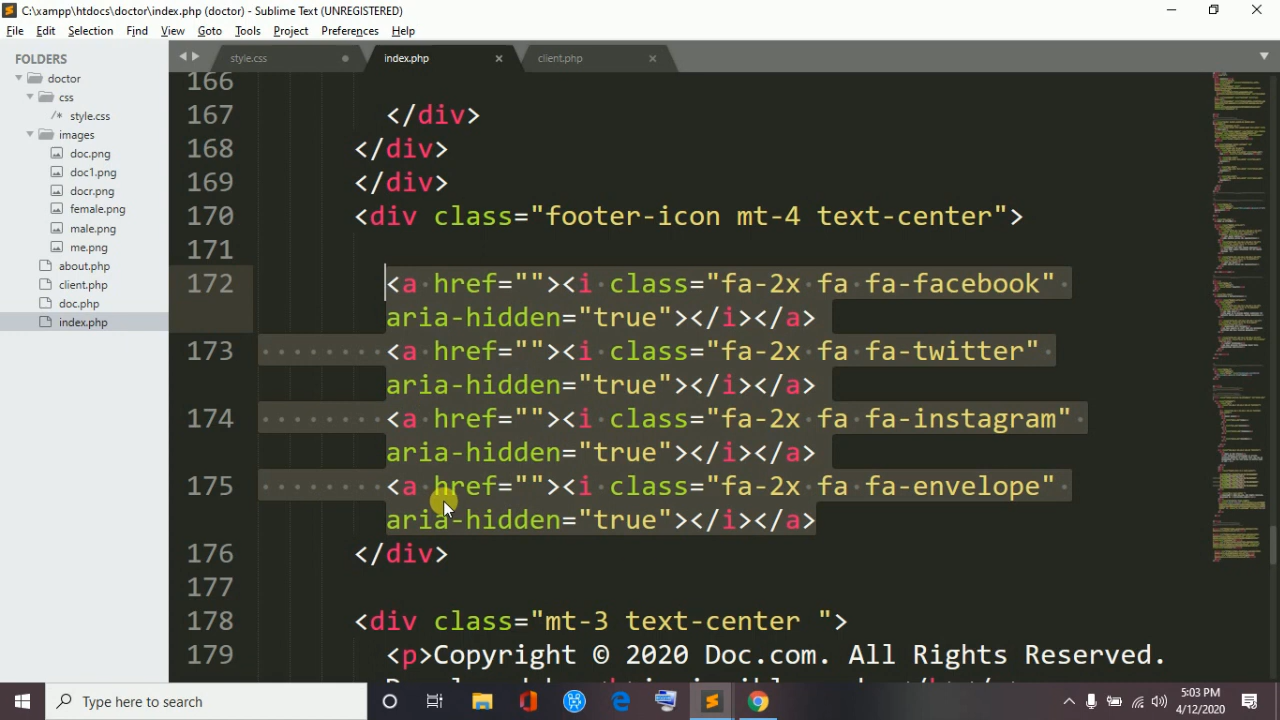 C:\xampp\htdocs\doctor\index.php (doctor) - Sublime Text (UNREGISTERED)
File Edit Selection Find View Goto Tools Project Preferences Help
FOLDERS
doctor
css
/* style.css
images
doc.png
doc1.png
docr.png
female.png
male.png
me.png
about.php
client.php
doc.php
index.php
style.css index.php client.php
166
167 </div>
168 </div>
169 </div>
170 <div class="footer-icon mt-4 text-center">
171
172 <a href=""><i class="fa-2x fa fa-facebook"
aria-hidden="true"></i></a>
173 <a href=""><i class="fa-2x fa fa-twitter"
aria-hidden="true"></i></a>
174 <a href=""><i class="fa-2x fa fa-instagram"
aria-hidden="true"></i></a>
175 <a href=""><i class="fa-2x fa fa-envelope"
aria-hidden="true"></i></a>
176 </div>
177
178 <div class="mt-3 text-center ">
179 <p>Copyright © 2020 Doc.com. All Rights Reserved.
Type here to search
5:03 PM
4/12/2020